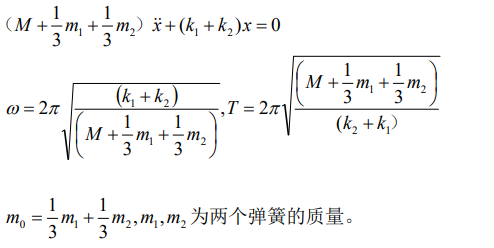 （M + 1/3 m₁ + 1/3 m₂）ẍ + (k₁ + k₂)x = 0
ω = 2π √( (k₁ + k₂) / (M + 1/3 m₁ + 1/3 m₂) ), T = 2π √( (M + 1/3 m₁ + 1/3 m₂) / (k₂ + k₁） )
m₀ = 1/3 m₁ + 1/3 m₂, m₁, m₂ 为两个弹簧的质量。